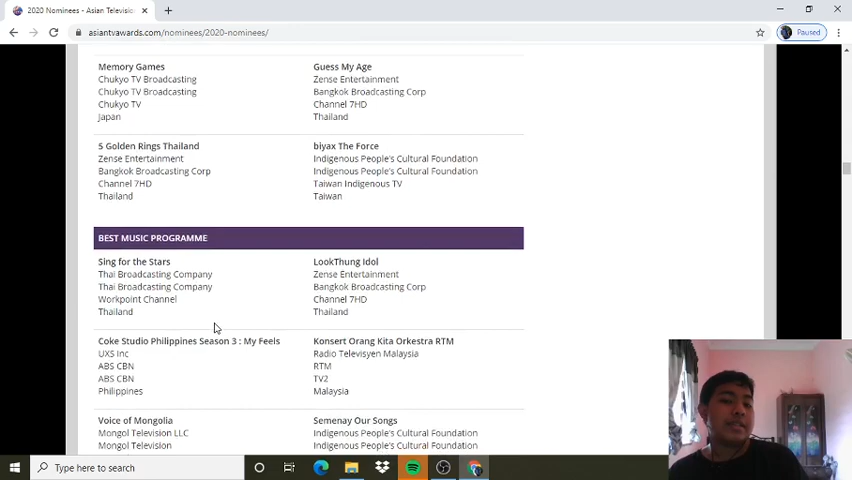 2020 Nominees - Asian Televisio
asiantvawards.com/nominees/2020-nominees/
Paused
Memory Games
Chukyo TV Broadcasting
Chukyo TV Broadcasting
Chukyo TV
Japan
Guess My Age
Zense Entertainment
Bangkok Broadcasting Corp
Channel 7HD
Thailand
5 Golden Rings Thailand
Zense Entertainment
Bangkok Broadcasting Corp
Channel 7HD
Thailand
biyax The Force
Indigenous People's Cultural Foundation
Indigenous People's Cultural Foundation
Taiwan Indigenous TV
Taiwan
BEST MUSIC PROGRAMME
Sing for the Stars
Thai Broadcasting Company
Thai Broadcasting Company
Workpoint Channel
Thailand
LookThung Idol
Zense Entertainment
Bangkok Broadcasting Corp
Channel 7HD
Thailand
Coke Studio Philippines Season 3 : My Feels
UXS Inc
ABS CBN
ABS CBN
Philippines
Konsert Orang Kita Orkestra RTM
Radio Televisyen Malaysia
RTM
TV2
Malaysia
Voice of Mongolia
Mongol Television LLC
Mongol Television
Semenay Our Songs
Indigenous People's Cultural Foundation
Indigenous People's Cultural Foundation
Type here to search